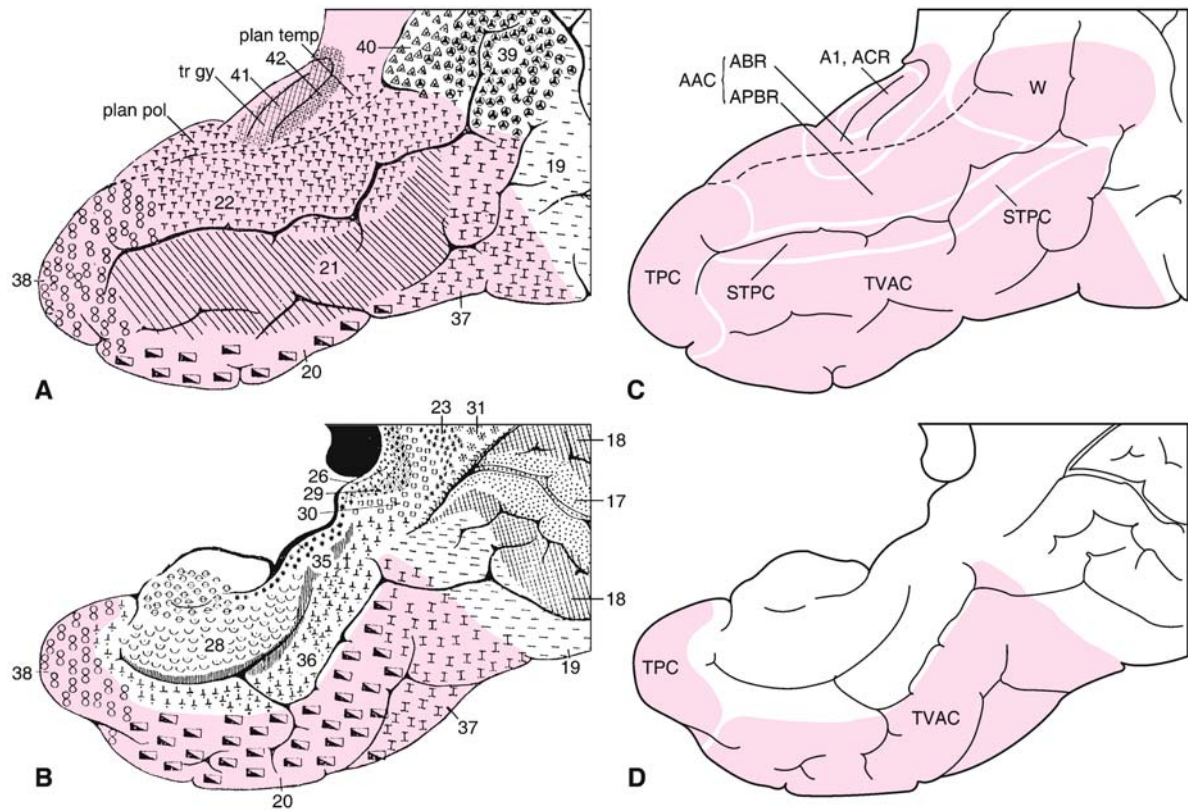 plan temp
40
42
41
tr gy
plan pol
39
19
22
21
38
37
20
A
AAC
ABR
APBR
A1, ACR
W
STPC
TPC
STPC
TVAC
C
23 31
18
26
29
30
17
35
18
28
36
19
38
37
20
B
TPC
TVAC
D